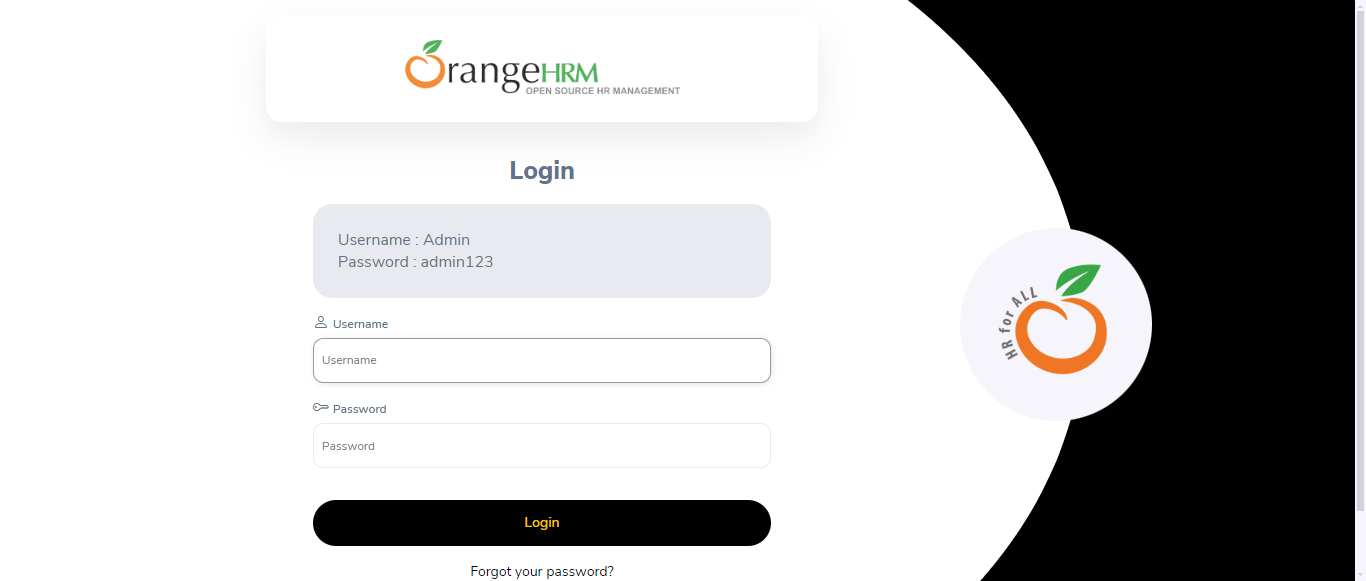 OrangeHRM
OPEN SOURCE HR MANAGEMENT
Login
Username : Admin
Password : admin123
Username
Username
Password
Password
Login
Forgot your password?
HR for ALL